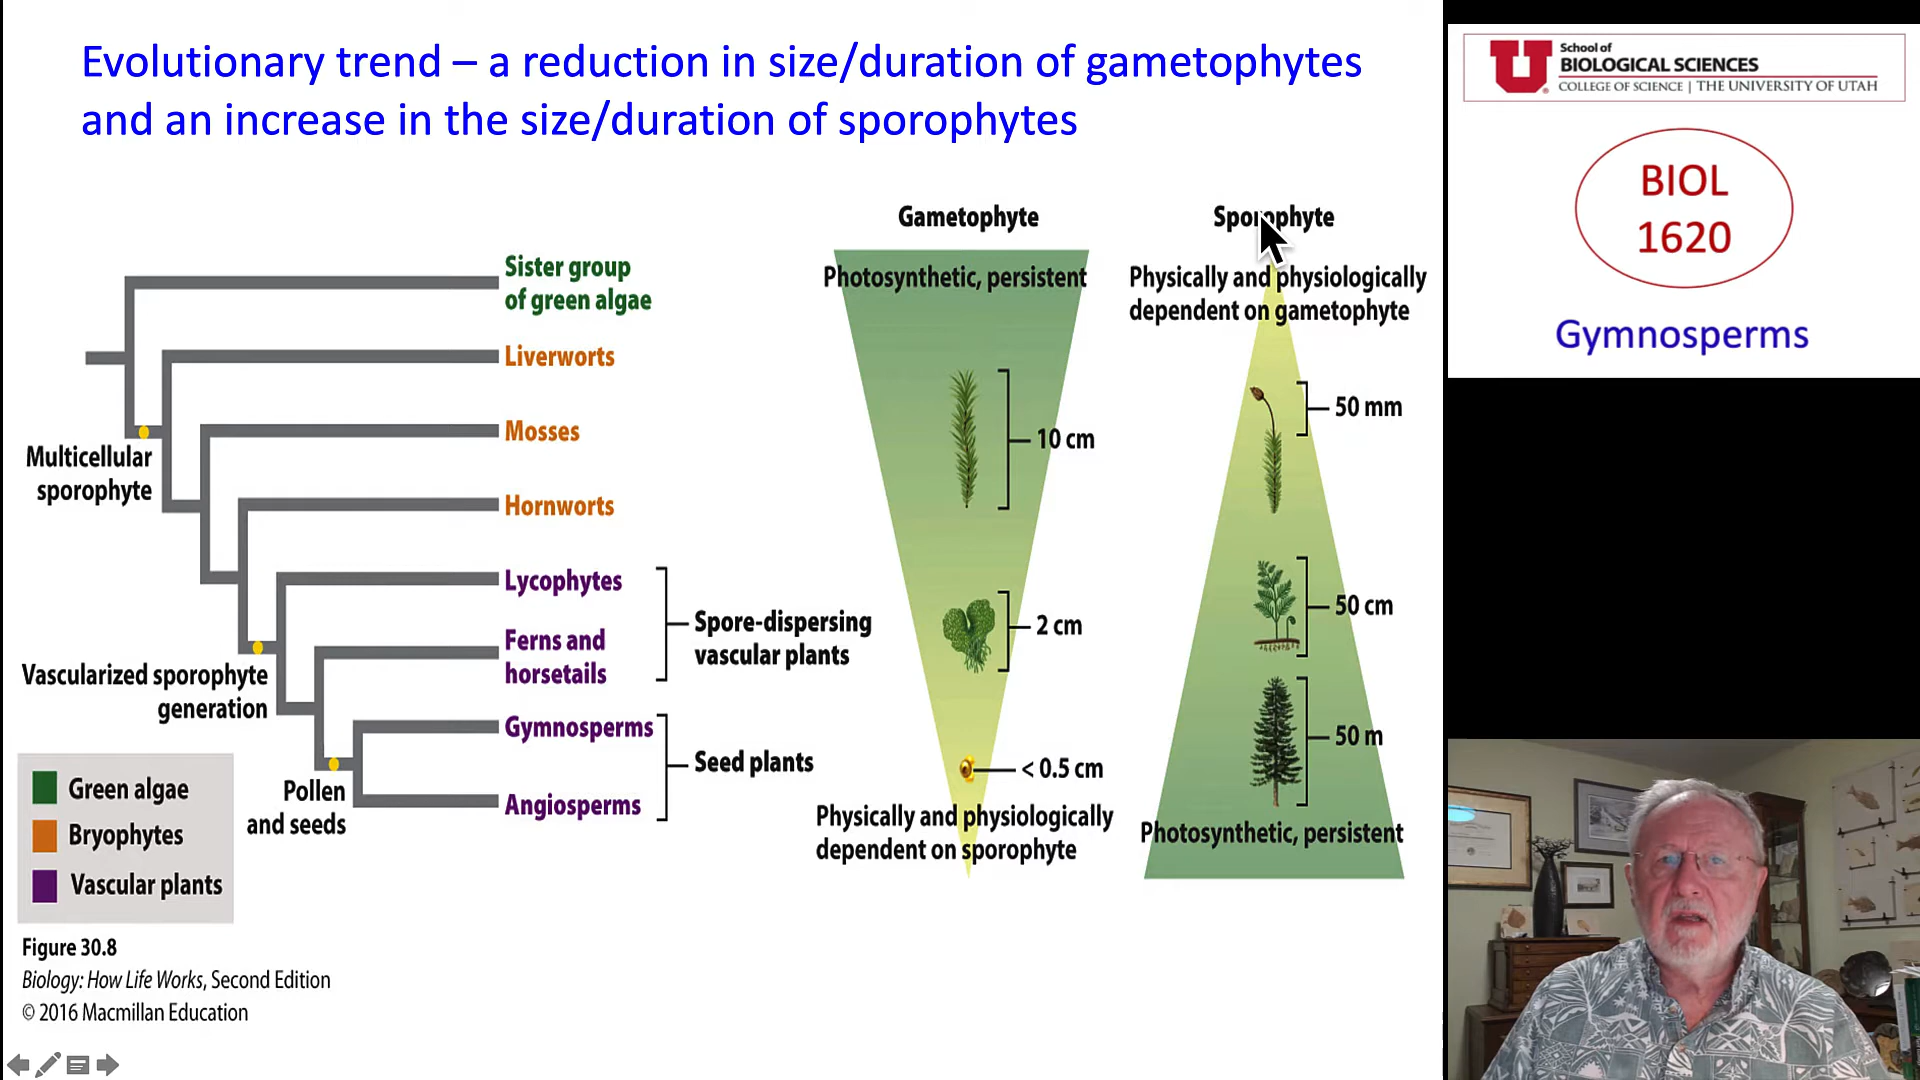 Evolutionary trend – a reduction in size/duration of gametophytes
and an increase in the size/duration of sporophytes
Gametophyte
Sporophyte
Photosynthetic, persistent
Physically and physiologically
dependent on gametophyte
Sister group
of green algae
Liverworts
Mosses
Hornworts
Lycophytes
Ferns and
horsetails
Gymnosperms
Angiosperms
Multicellular
sporophyte
Vascularized sporophyte
generation
Pollen
and seeds
Spore-dispersing
vascular plants
Seed plants
10 cm
2 cm
< 0.5 cm
Physically and physiologically
dependent on sporophyte
50 mm
50 cm
50 m
Photosynthetic, persistent
Green algae
Bryophytes
Vascular plants
Figure 30.8
Biology: How Life Works, Second Edition
© 2016 Macmillan Education
U
School of
BIOLOGICAL SCIENCES
COLLEGE OF SCIENCE | THE UNIVERSITY OF UTAH
BIOL
1620
Gymnosperms